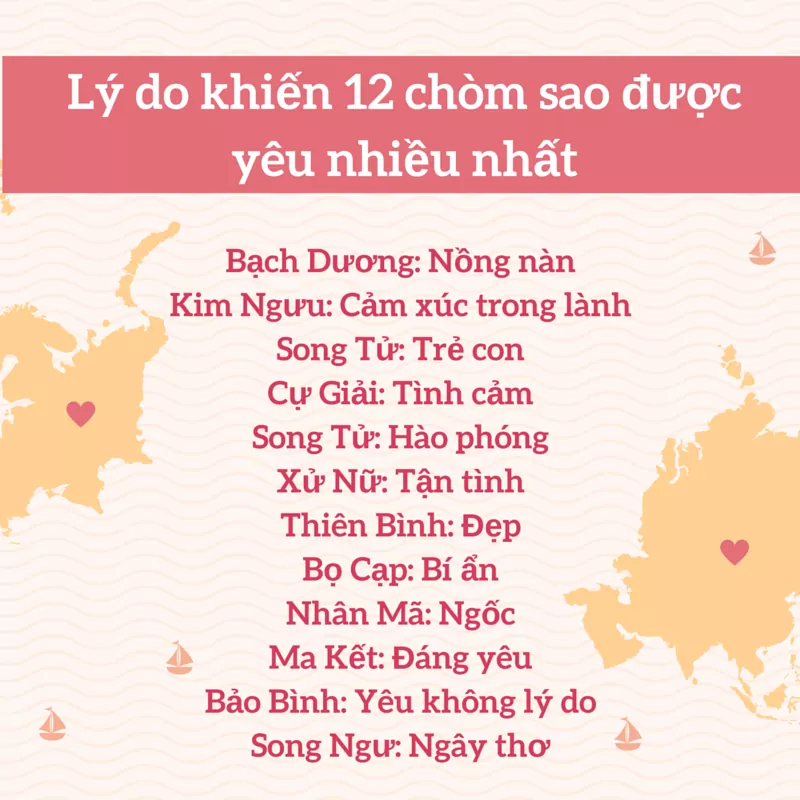 Lý do khiến 12 chòm sao được
yêu nhiều nhất
Bạch Dương: Nồng nàn
Kim Ngưu: Cảm xúc trong lành
Song Tử: Trẻ con
Cự Giải: Tình cảm
Song Tử: Hào phóng
Xử Nữ: Tận tình
Thiên Bình: Đẹp
Bọ Cạp: Bí ẩn
Nhân Mã: Ngốc
Ma Kết: Đáng yêu
Bảo Bình: Yêu không lý do
Song Ngư: Ngây thơ